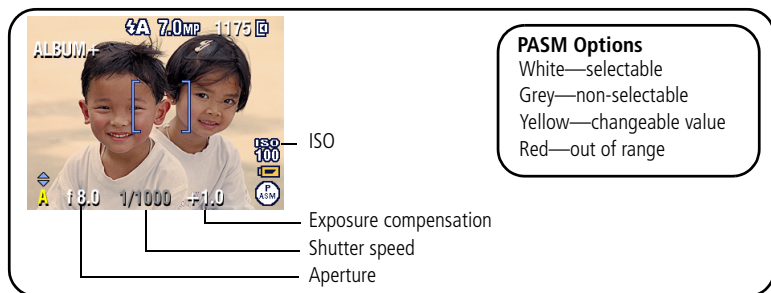 ⚡A 7.0MP 1175
ALBUM+
ISO
100
P
ASM
A f 8.0 1/1000 +1.0
ISO
Exposure compensation
Shutter speed
Aperture
PASM Options
White—selectable
Grey—non-selectable
Yellow—changeable value
Red—out of range